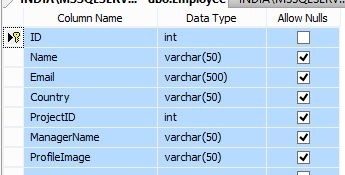 INDIA\MSSQLSERV... - dbo.Employee
INDIA\MSSQLSERV...
Column Name Data Type Allow Nulls
ID int
Name varchar(50)
Email varchar(500)
Country varchar(50)
ProjectID int
ManagerName varchar(50)
ProfileImage varchar(50)